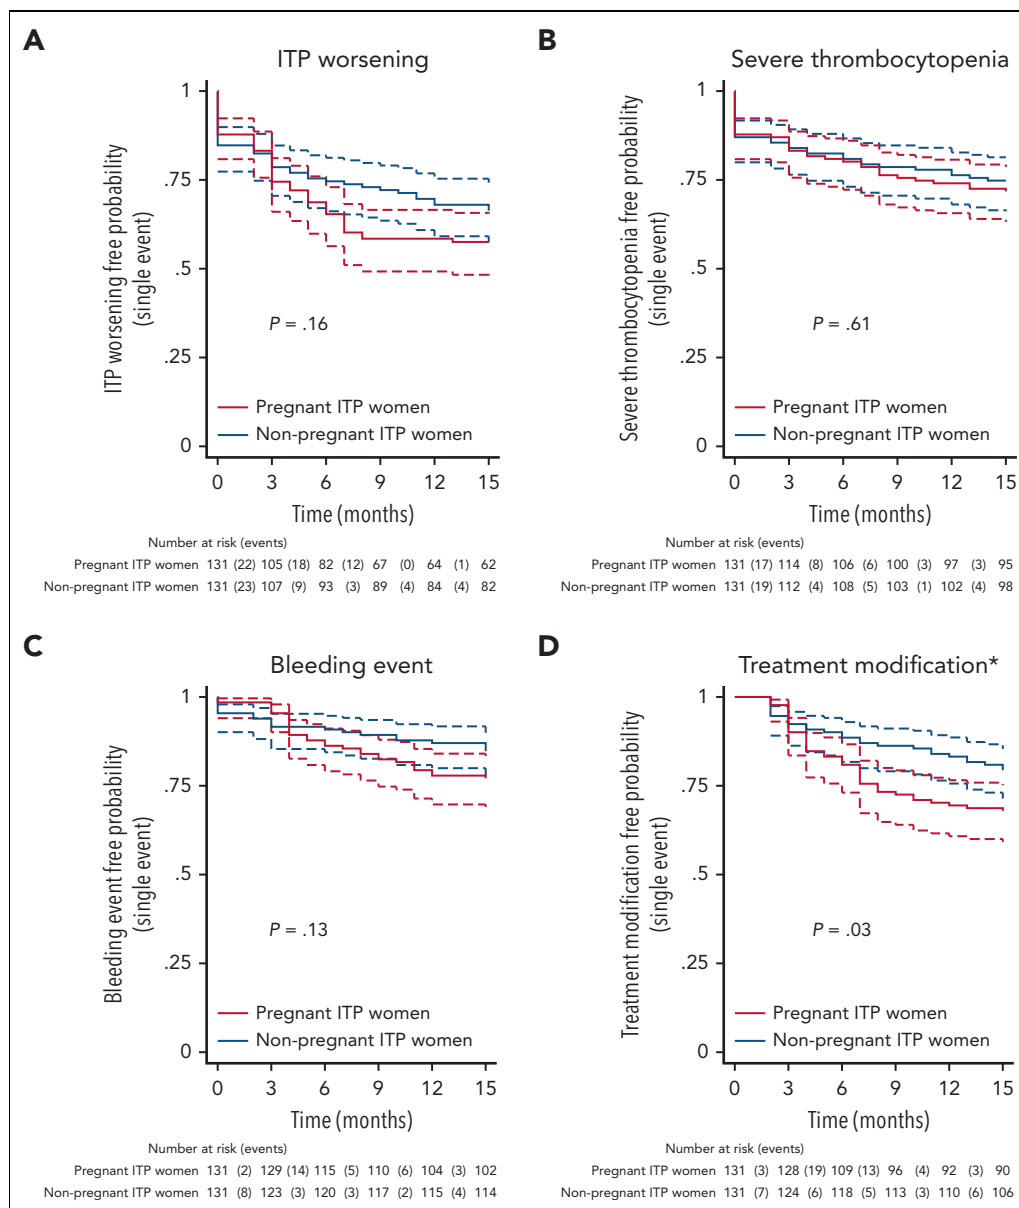 A
ITP worsening
ITP worsening free probability
(single event)
1
.75
.5
.25
0
P = .16
Pregnant ITP women
Non-pregnant ITP women
0 3 6 9 12 15
Time (months)
Number at risk (events)
Pregnant ITP women 131 (22) 105 (18) 82 (12) 67 (0) 64 (1) 62
Non-pregnant ITP women 131 (23) 107 (9) 93 (3) 89 (4) 84 (4) 82
B
Severe thrombocytopenia
Severe thrombocytopenia free probability
(single event)
1
.75
.5
.25
0
P = .61
Pregnant ITP women
Non-pregnant ITP women
0 3 6 9 12 15
Time (months)
Number at risk (events)
Pregnant ITP women 131 (17) 114 (8) 106 (6) 100 (3) 97 (3) 95
Non-pregnant ITP women 131 (19) 112 (4) 108 (5) 103 (1) 102 (4) 98
C
Bleeding event
Bleeding event free probability
(single event)
1
.75
.5
.25
0
P = .13
Pregnant ITP women
Non-pregnant ITP women
0 3 6 9 12 15
Time (months)
Number at risk (events)
Pregnant ITP women 131 (2) 129 (14) 115 (5) 110 (6) 104 (3) 102
Non-pregnant ITP women 131 (8) 123 (3) 120 (3) 117 (2) 115 (4) 114
D
Treatment modification*
Treatment modification free probability
(single event)
1
.75
.5
.25
0
P = .03
Pregnant ITP women
Non-pregnant ITP women
0 3 6 9 12 15
Time (months)
Number at risk (events)
Pregnant ITP women 131 (3) 128 (19) 109 (13) 96 (4) 92 (3) 90
Non-pregnant ITP women 131 (7) 124 (6) 118 (5) 113 (3) 110 (6) 106